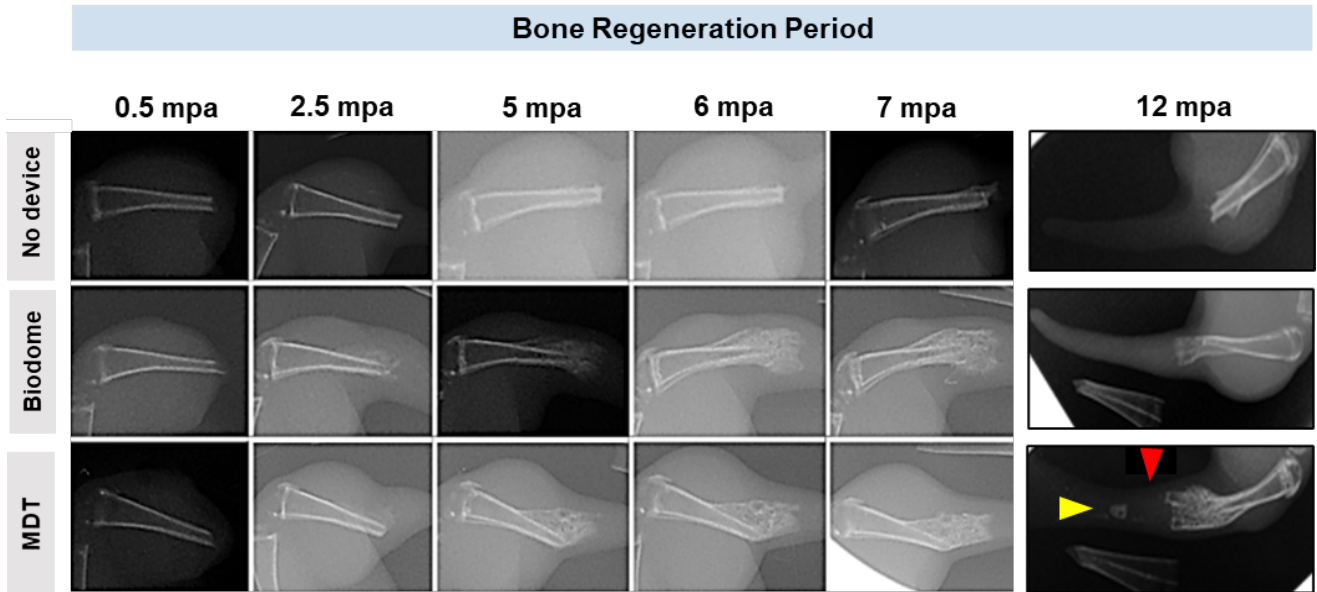 Bone Regeneration Period
0.5 mpa 2.5 mpa 5 mpa 6 mpa 7 mpa 12 mpa
No device
Biodome
MDT